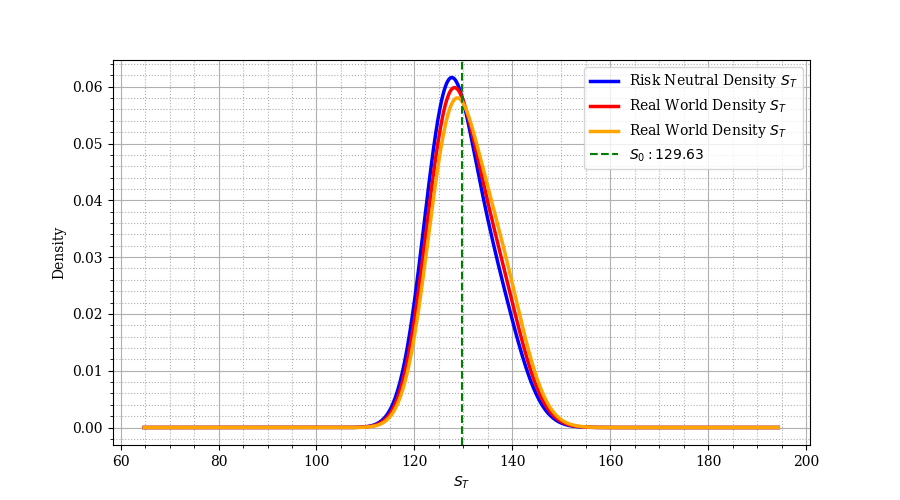 Risk Neutral Density S_T
Real World Density S_T
Real World Density S_T
S_0 : 129.63
Density
0.06
0.05
0.04
0.03
0.02
0.01
0.00
60 80 100 120 140 160 180 200
S_T